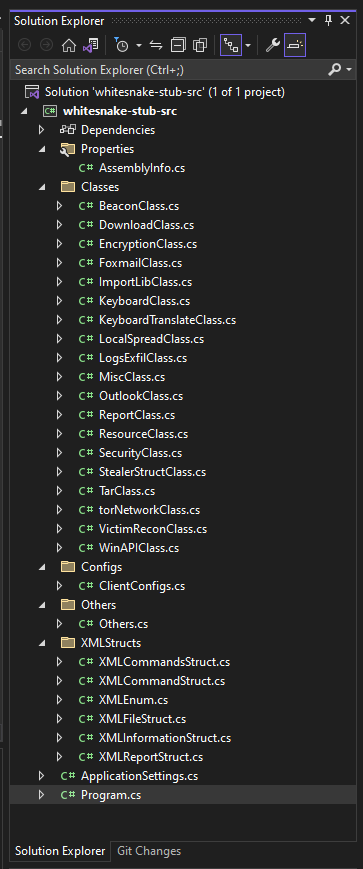 Solution Explorer
Search Solution Explorer (Ctrl+;)
Solution 'whitesnake-stub-src' (1 of 1 project)
C# whitesnake-stub-src
Dependencies
Properties
C# AssemblyInfo.cs
Classes
C# BeaconClass.cs
C# DownloadClass.cs
C# EncryptionClass.cs
C# FoxmailClass.cs
C# ImportLibClass.cs
C# KeyboardClass.cs
C# KeyboardTranslateClass.cs
C# LocalSpreadClass.cs
C# LogsExfilClass.cs
C# MiscClass.cs
C# OutlookClass.cs
C# ReportClass.cs
C# ResourceClass.cs
C# SecurityClass.cs
C# StealerStructClass.cs
C# TarClass.cs
C# torNetworkClass.cs
C# VictimReconClass.cs
C# WinAPIClass.cs
Configs
C# ClientConfigs.cs
Others
C# Others.cs
XMLStructs
C# XMLCommandsStruct.cs
C# XMLCommandStruct.cs
C# XMLEnum.cs
C# XMLFileStruct.cs
C# XMLInformationStruct.cs
C# XMLReportStruct.cs
C# ApplicationSettings.cs
C# Program.cs
Solution Explorer Git Changes